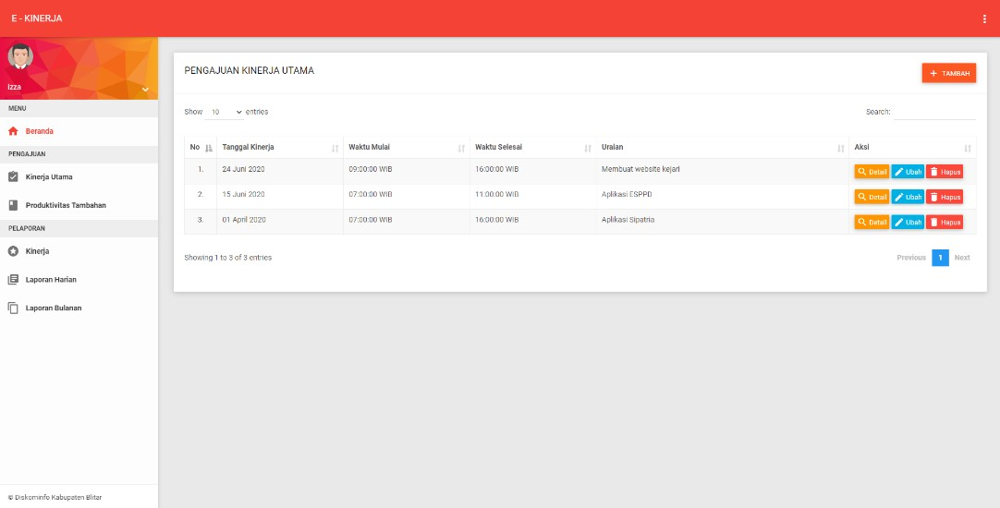 E - KINERJA
izza
MENU
Beranda
PENGAJUAN
Kinerja Utama
Produktivitas Tambahan
PELAPORAN
Kinerja
Laporan Harian
Laporan Bulanan
© Diskominfo Kabupaten Blitar
PENGAJUAN KINERJA UTAMA
TAMBAH
Show 10 entries Search:
No Tanggal Kinerja Waktu Mulai Waktu Selesai Uraian Aksi
1. 24 Juni 2020 09:00:00 WIB 16:00:00 WIB Membuat website kejari Detail Ubah Hapus
2. 15 Juni 2020 07:00:00 WIB 11:00:00 WIB Aplikasi ESPPD Detail Ubah Hapus
3. 01 April 2020 07:00:00 WIB 16:00:00 WIB Aplikasi Sipatria Detail Ubah Hapus
Showing 1 to 3 of 3 entries Previous 1 Next